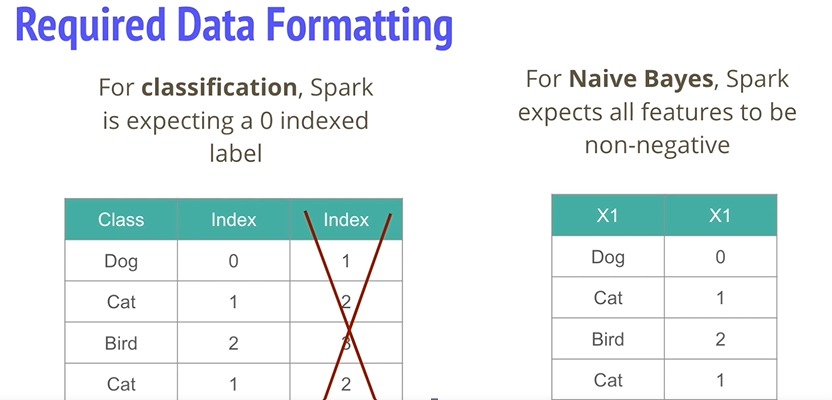 Required Data Formatting
For classification, Spark
is expecting a 0 indexed
label
Class Index Index
Dog 0 1
Cat 1 2
Bird 2 3
Cat 1 2
For Naive Bayes, Spark
expects all features to be
non-negative
X1 X1
Dog 0
Cat 1
Bird 2
Cat 1